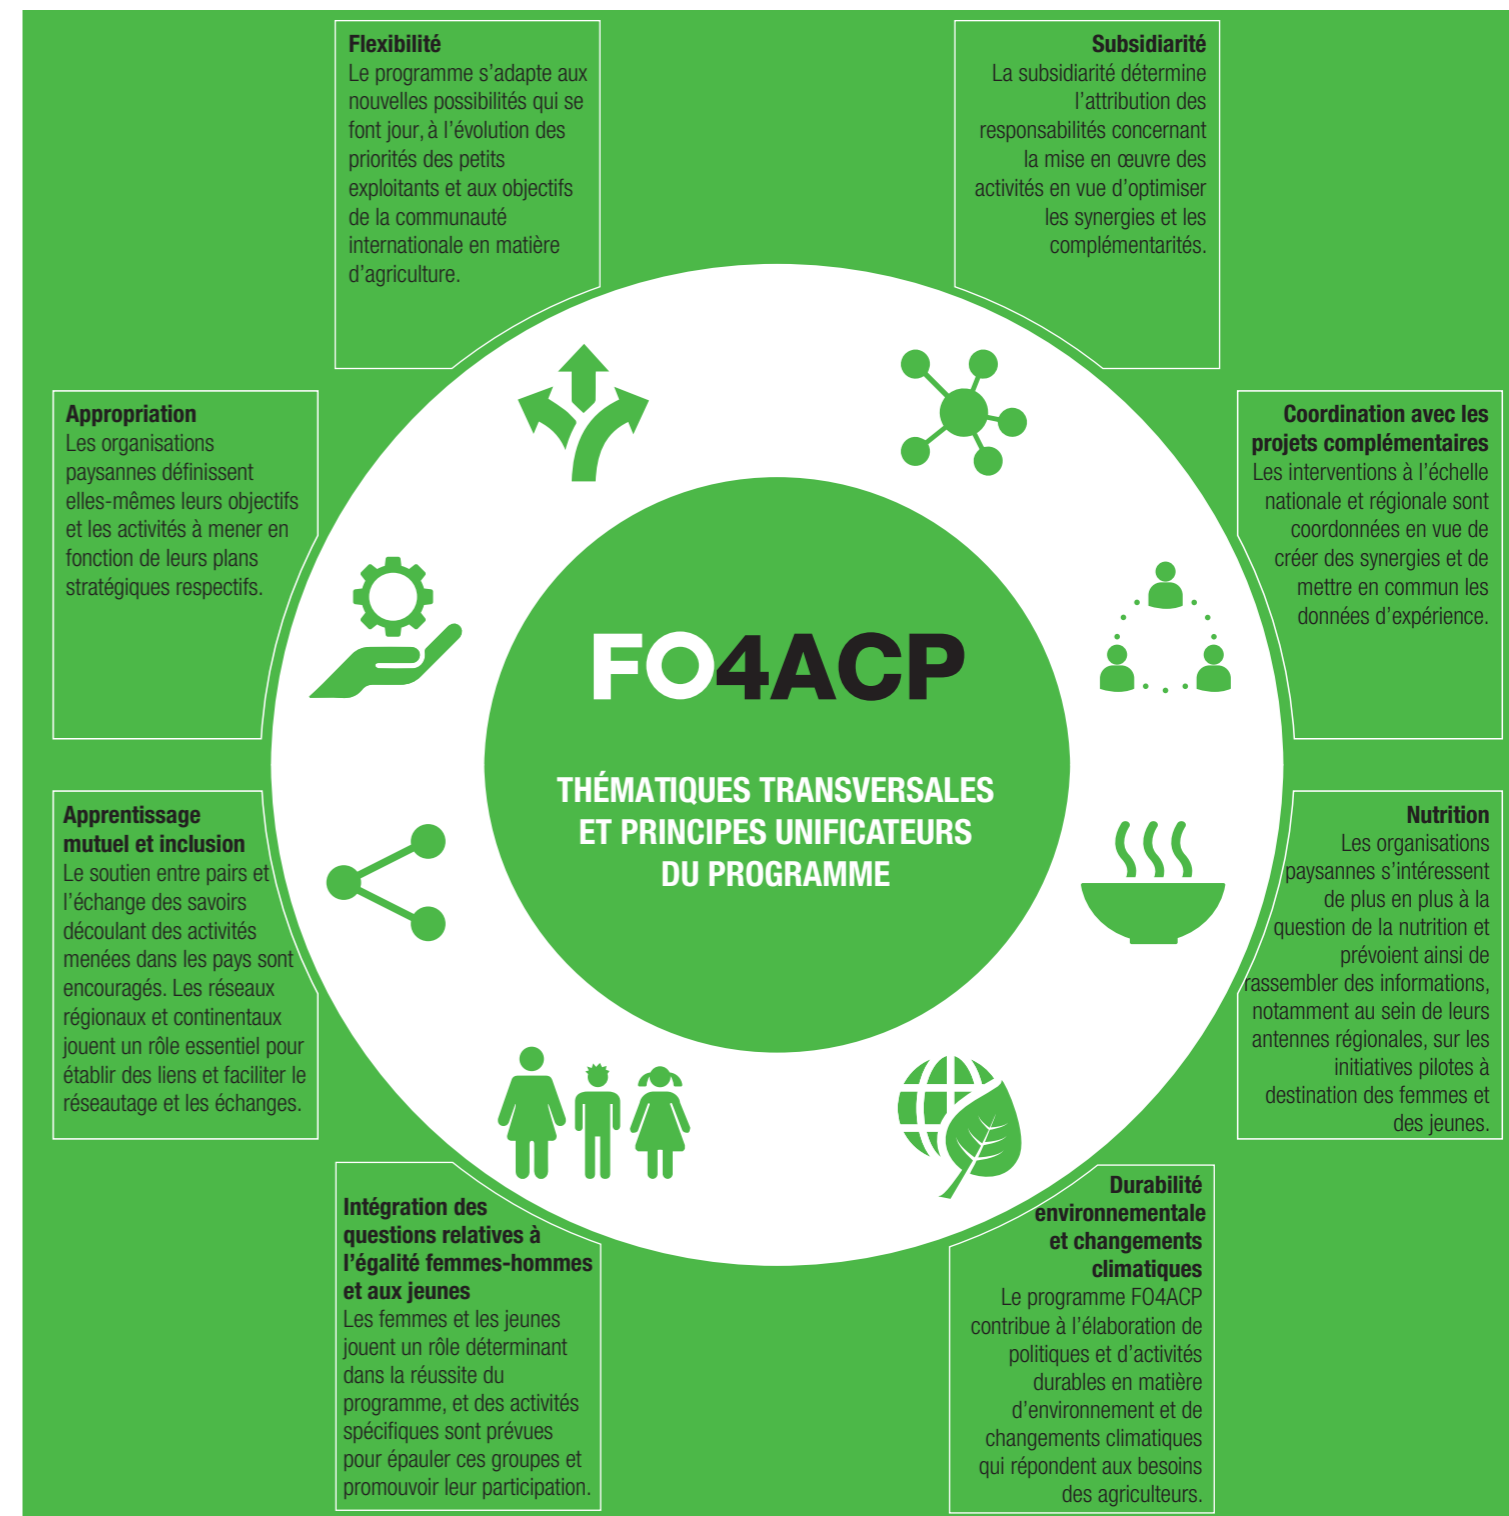 Flexibilité
Le programme s’adapte aux
nouvelles possibilités qui se
font jour, à l’évolution des
priorités des petits
exploitants et aux objectifs
de la communauté
internationale en matière
d’agriculture.
Subsidiarité
La subsidiarité détermine
l’attribution des
responsabilités concernant
la mise en œuvre des
activités en vue d’optimiser
les synergies et les
complémentarités.
Appropriation
Les organisations
paysannes définissent
elles-mêmes leurs objectifs
et les activités à mener en
fonction de leurs plans
stratégiques respectifs.
Coordination avec les
projets complémentaires
Les interventions à l’échelle
nationale et régionale sont
coordonnées en vue de
créer des synergies et de
mettre en commun les
données d’expérience.
FO4ACP
THÉMATIQUES TRANSVERSALES
ET PRINCIPES UNIFICATEURS
DU PROGRAMME
Apprentissage
mutuel et inclusion
Le soutien entre pairs et
l’échange des savoirs
découlant des activités
menées dans les pays sont
encouragés. Les réseaux
régionaux et continentaux
jouent un rôle essentiel pour
établir des liens et faciliter le
réseautage et les échanges.
Nutrition
Les organisations
paysannes s’intéressent
de plus en plus à la
question de la nutrition et
prévoient ainsi de
rassembler des informations,
notamment au sein de leurs
antennes régionales, sur les
initiatives pilotes à
destination des femmes et
des jeunes.
Intégration des
questions relatives à
l’égalité femmes-hommes
et aux jeunes
Les femmes et les jeunes
jouent un rôle déterminant
dans la réussite du
programme, et des activités
spécifiques sont prévues
pour épauler ces groupes et
promouvoir leur participation.
Durabilité
environnementale
et changements
climatiques
Le programme FO4ACP
contribue à l’élaboration de
politiques et d’activités
durables en matière
d’environnement et de
changements climatiques
qui répondent aux besoins
des agriculteurs.